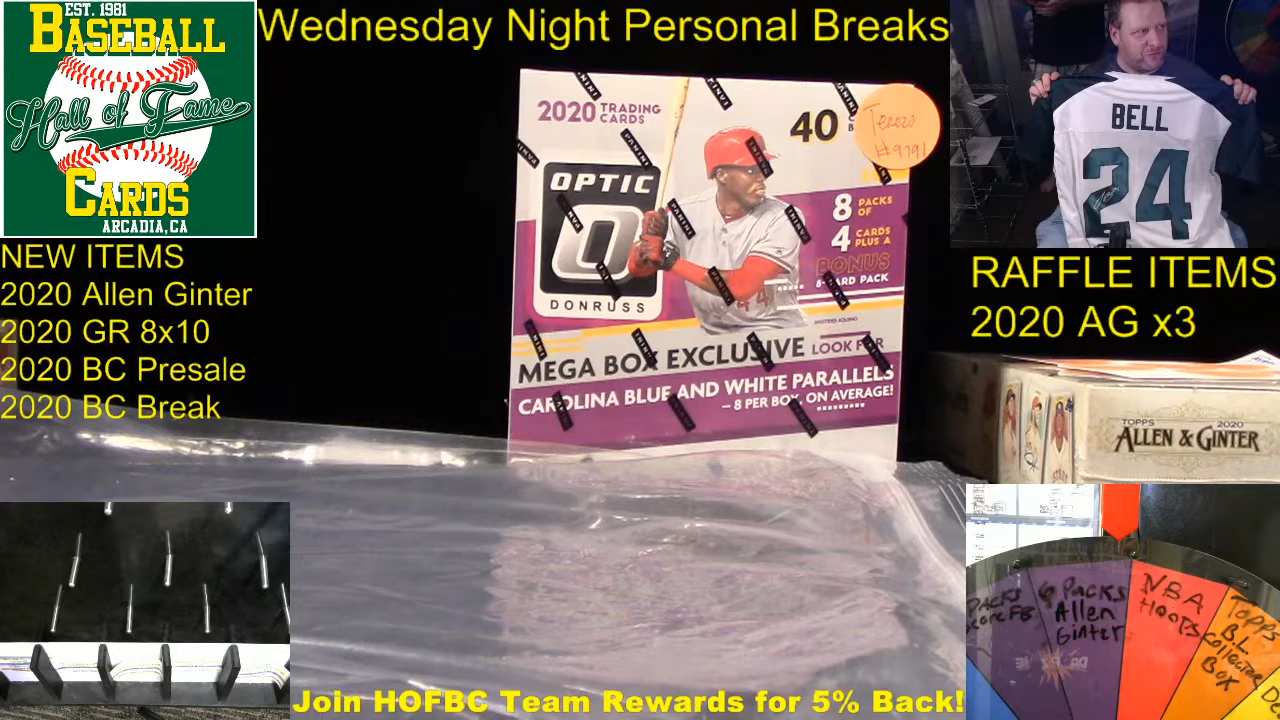 EST. 1981
BASEBALL
Hall of Fame
CARDS
ARCADIA, CA
Wednesday Night Personal Breaks
NEW ITEMS
2020 Allen Ginter
2020 GR 8x10
2020 BC Presale
2020 BC Break
2020 TRADING
CARDS
40
#9791
OPTIC
DONRUSS
8 PACKS
OF
4 CARDS
PLUS A
BONUS
8-CARD PACK
44
MEGA BOX EXCLUSIVE
LOOK FOR
CAROLINA BLUE AND WHITE PARALLELS
– 8 PER BOX, ON AVERAGE!
PANINI
BELL
24
RAFFLE ITEMS
2020 AG x3
TOPPS 2020
ALLEN & GINTER
PACKS
6 Packs
Allen
Ginter
NBA
HOOPS
TOPPS
B.L.
Collector
Box
Join HOFBC Team Rewards for 5% Back!